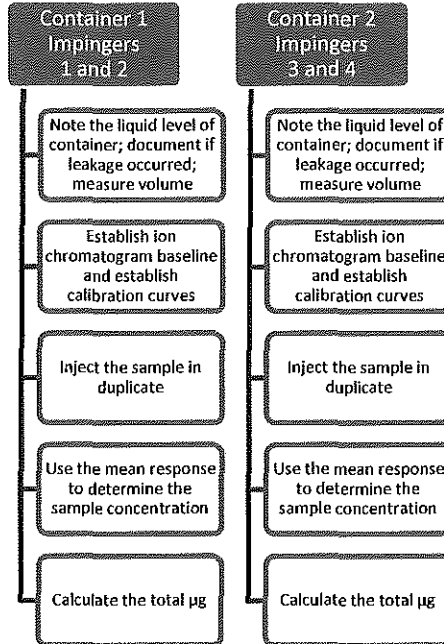 Container 1
Impingers
1 and 2
Note the liquid level of
container; document if
leakage occurred;
measure volume
Establish ion
chromatogram baseline
and establish
calibration curves
Inject the sample in
duplicate
Use the mean response
to determine the
sample concentration
Calculate the total µg
Container 2
Impingers
3 and 4
Note the liquid level of
container; document if
leakage occurred;
measure volume
Establish ion
chromatogram baseline
and establish
calibration curves
Inject the sample in
duplicate
Use the mean response
to determine the
sample concentration
Calculate the total µg